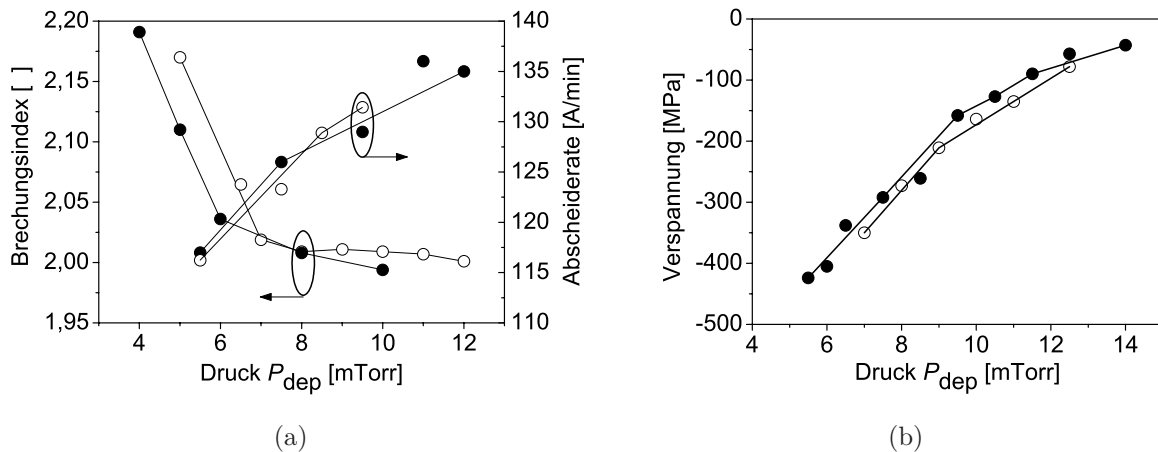 2,20
2,15
2,10
2,05
2,00
1,95
Brechungsindex [ ]
4 6 8 10 12
Druck P_dep [mTorr]
140
135
130
125
120
115
110
Abscheiderate [A/min]
(a)
0
-100
-200
-300
-400
-500
Verspannung [MPa]
4 6 8 10 12 14
Druck P_dep [mTorr]
(b)